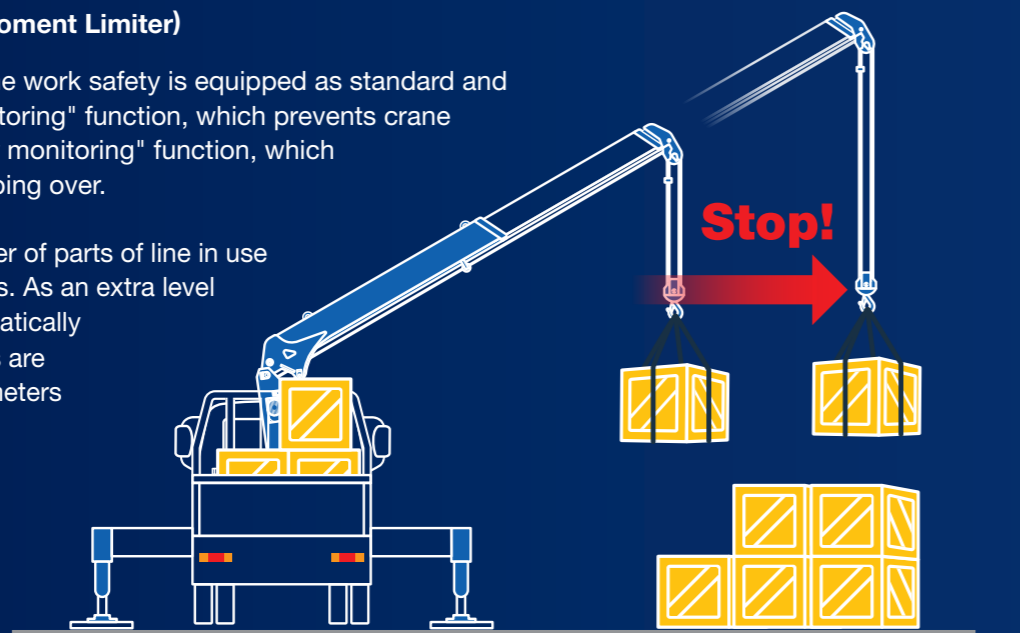 oment Limiter)
e work safety is equipped as standard and
toring" function, which prevents crane
monitoring" function, which
ping over.
er of parts of line in use
s. As an extra level
atically
are
neters
Stop!